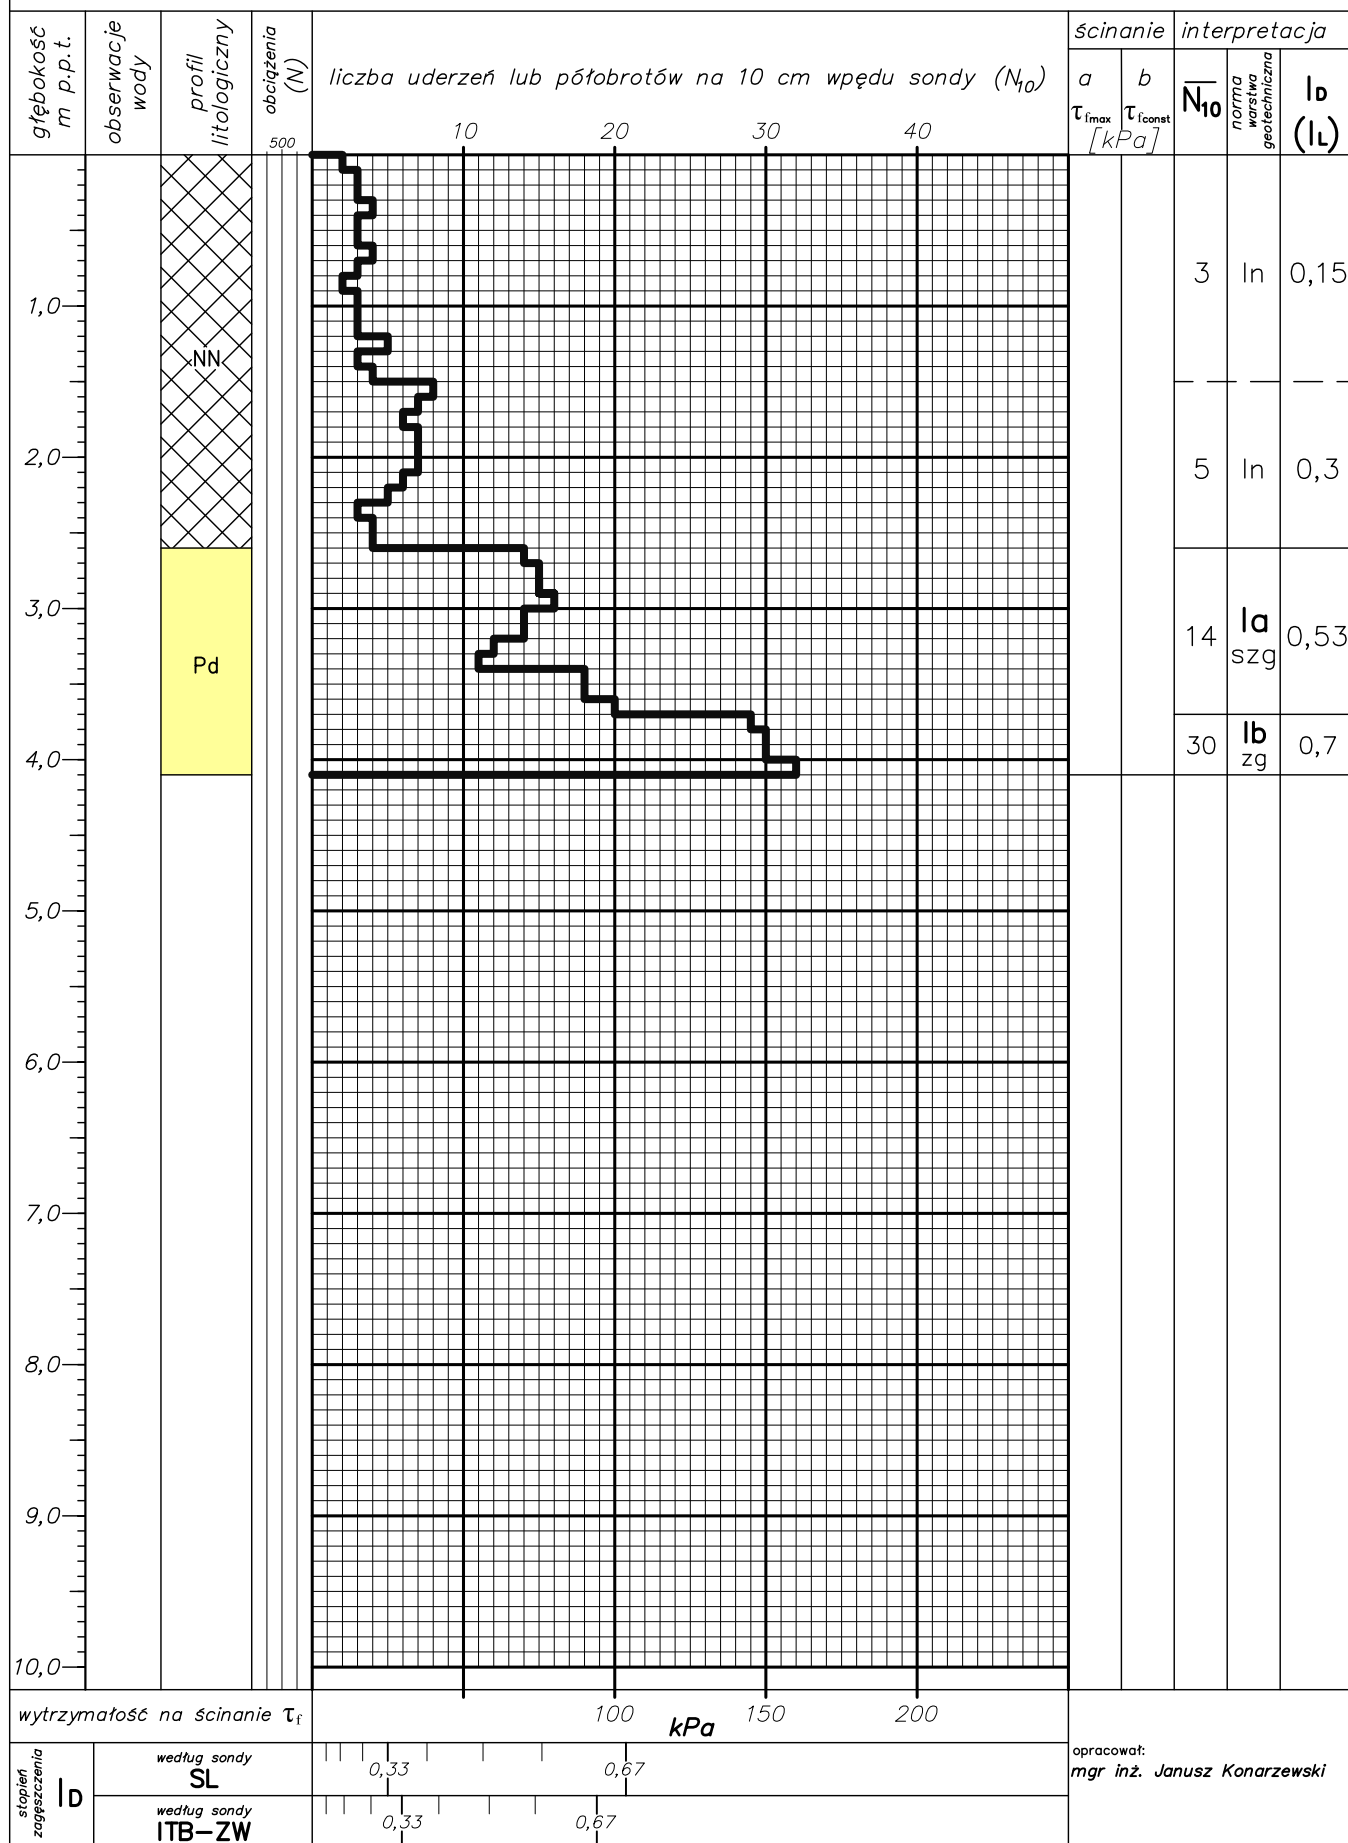 głębokość
m p.p.t.
obserwacje
wody
profil
litologiczny
obciążenia
(N)
500
liczba uderzeń lub półobrotów na 10 cm wpędu sondy (N10)
10 20 30 40
ścinanie
a b
τfmax τfconst
[kPa]
interpretacja
N10
norma
warstwa
geotechniczna
ID
(IL)
1,0
2,0
3,0
4,0
5,0
6,0
7,0
8,0
9,0
10,0
NN
Pd
3 ln 0,15
5 ln 0,3
14 Ia szg 0,53
30 Ib zg 0,7
wytrzymałość na ścinanie τf
100 kPa 150 200
stopień
zagęszczenia
ID
według sondy
SL
0,33 0,67
według sondy
ITB-ZW
0,33 0,67
opracował:
mgr inż. Janusz Konarzewski